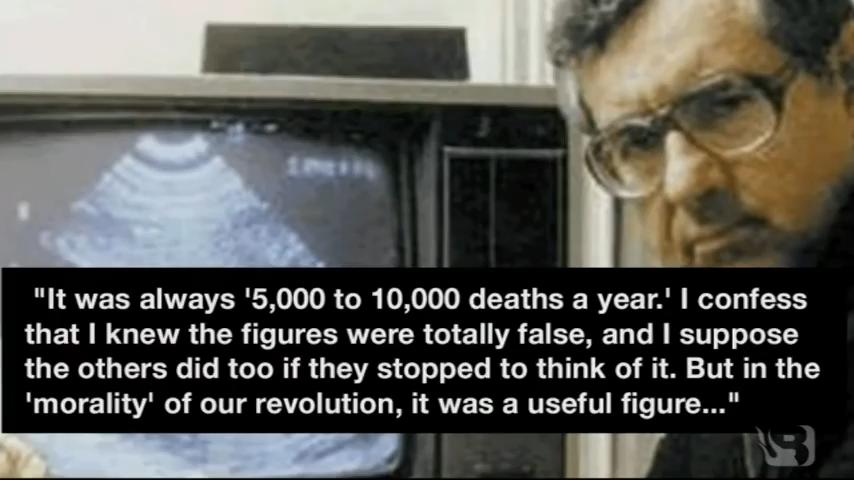 "It was always '5,000 to 10,000 deaths a year.' I confess
that I knew the figures were totally false, and I suppose
the others did too if they stopped to think of it. But in the
'morality' of our revolution, it was a useful figure..."